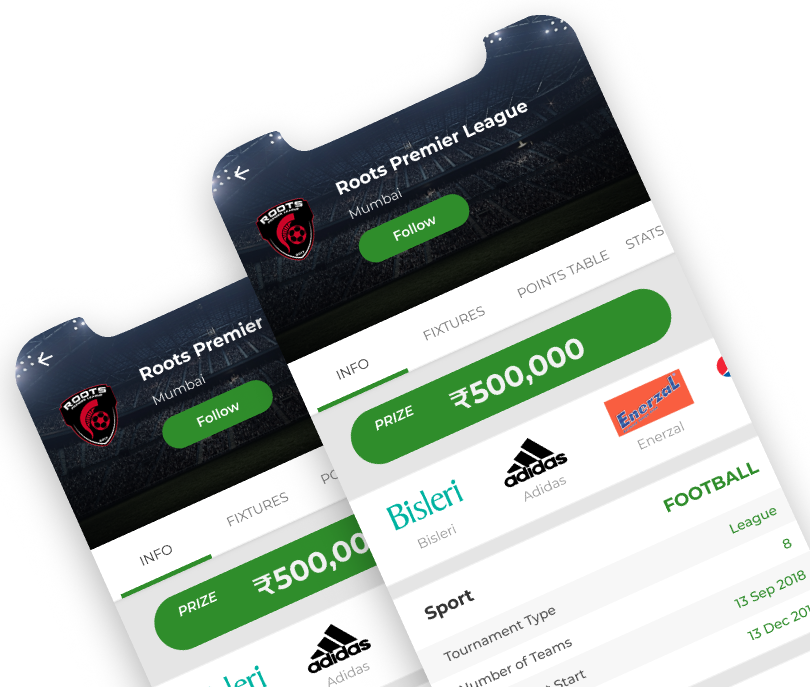 Roots Premier League
Mumbai
Follow
ROOTS
INFO
FIXTURES
POINTS TABLE
STATS
PRIZE
₹500,000
Bisleri
Bisleri
adidas
Adidas
Enerzal
Enerzal
Sport
FOOTBALL
Tournament Type
League
Number of Teams
8
Start
13 Sep 2018
13 Dec 201
Roots Premier
Mumbai
Follow
ROOTS
INFO
FIXTURES
PO
PRIZE
₹500,00
leri
adidas
Adidas